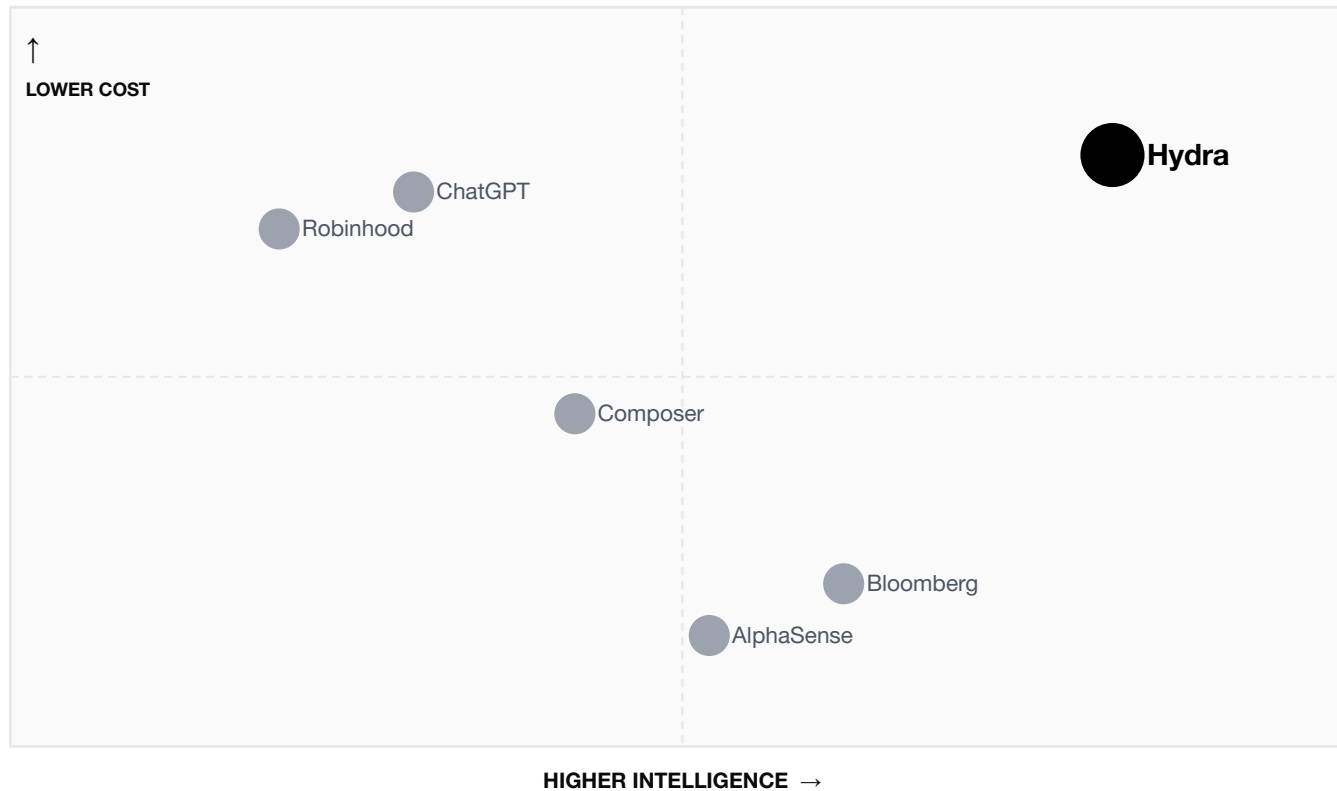 ↑
LOWER COST
Hydra
ChatGPT
Robinhood
Composer
Bloomberg
AlphaSense
HIGHER INTELLIGENCE →